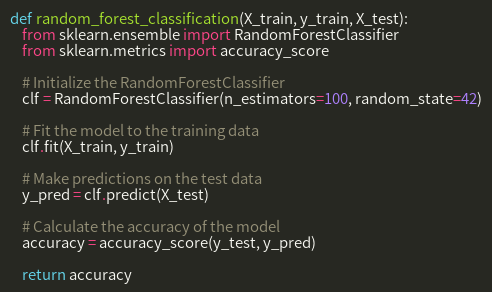 def random_forest_classification(X_train, y_train, X_test):
    from sklearn.ensemble import RandomForestClassifier
    from sklearn.metrics import accuracy_score

    # Initialize the RandomForestClassifier
    clf = RandomForestClassifier(n_estimators=100, random_state=42)

    # Fit the model to the training data
    clf.fit(X_train, y_train)

    # Make predictions on the test data
    y_pred = clf.predict(X_test)

    # Calculate the accuracy of the model
    accuracy = accuracy_score(y_test, y_pred)

    return accuracy